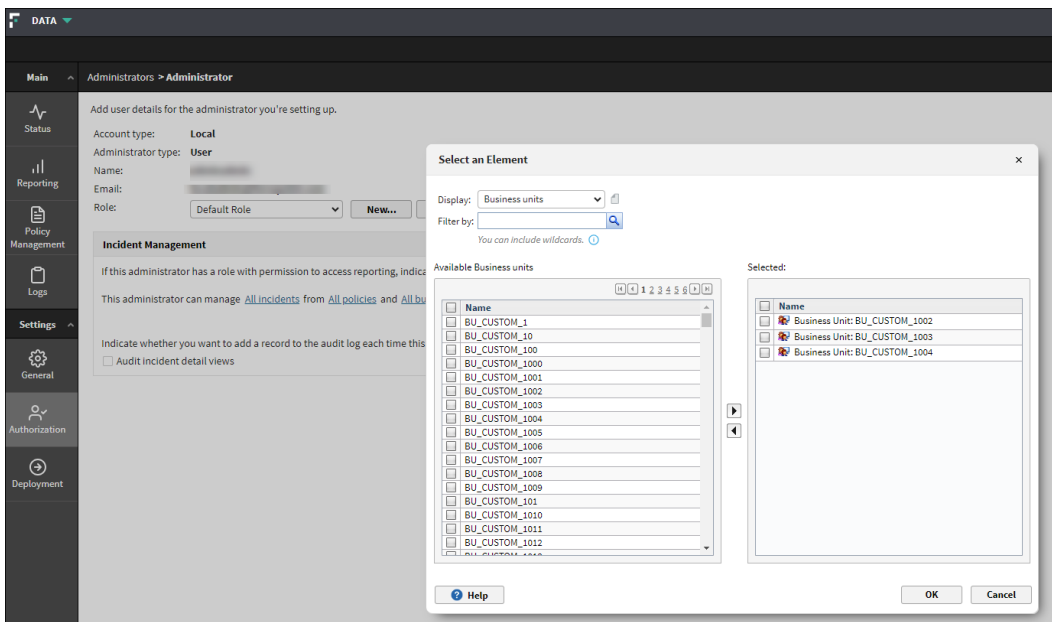 DATA
Main
Administrators > Administrator
Status
Reporting
Policy
Management
Logs
Settings
General
Authorization
Deployment
Add user details for the administrator you're setting up.
Account type: Local
Administrator type: User
Name:
Email:
Role: Default Role New...
Incident Management
If this administrator has a role with permission to access reporting, indica
This administrator can manage All incidents from All policies and All bu
Indicate whether you want to add a record to the audit log each time this
Audit incident detail views
Select an Element
Display: Business units
Filter by:
You can include wildcards.
Available Business units
1 2 3 4 5 6
Name
BU_CUSTOM_1
BU_CUSTOM_10
BU_CUSTOM_100
BU_CUSTOM_1000
BU_CUSTOM_1001
BU_CUSTOM_1002
BU_CUSTOM_1003
BU_CUSTOM_1004
BU_CUSTOM_1005
BU_CUSTOM_1006
BU_CUSTOM_1007
BU_CUSTOM_1008
BU_CUSTOM_1009
BU_CUSTOM_101
BU_CUSTOM_1010
BU_CUSTOM_1011
BU_CUSTOM_1012
Selected:
Name
Business Unit: BU_CUSTOM_1002
Business Unit: BU_CUSTOM_1003
Business Unit: BU_CUSTOM_1004
Help
OK
Cancel